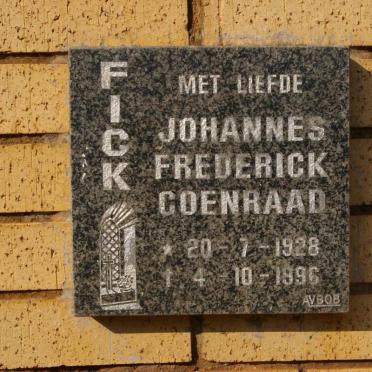 FICK
MET LIEFDE
JOHANNES
FREDERICK
COENRAAD
* 20 - 7 - 1928
† 4 - 10 - 1996
AVBOB